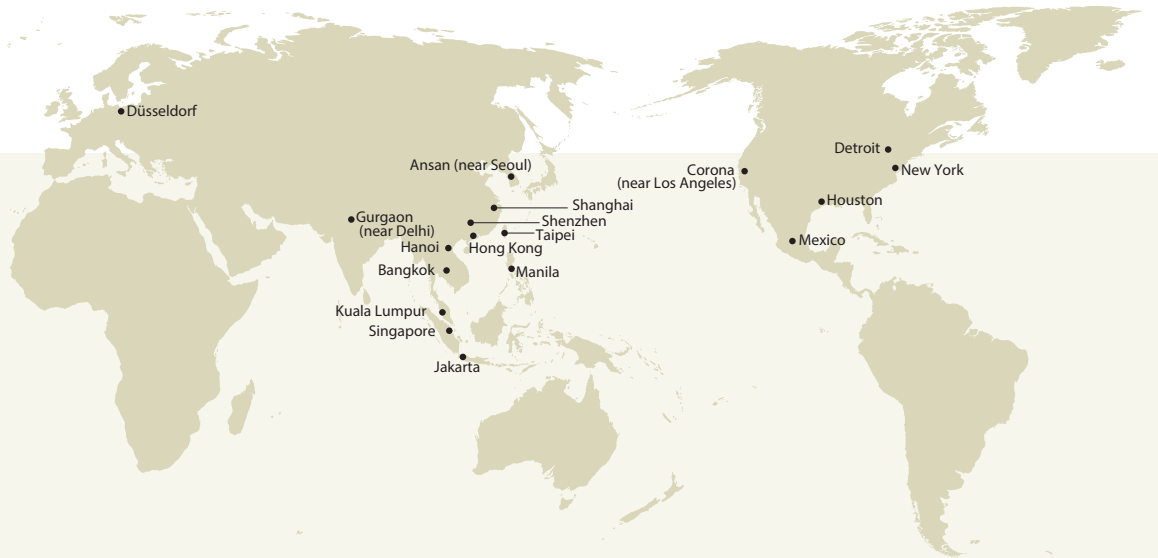 Düsseldorf
Detroit
Ansan (near Seoul)
Corona
(near Los Angeles)
New York
Houston
Shanghai
Gurgaon
(near Delhi)
Shenzhen
Taipei
Hanoi
Hong Kong
Mexico
Bangkok
Manila
Kuala Lumpur
Singapore
Jakarta